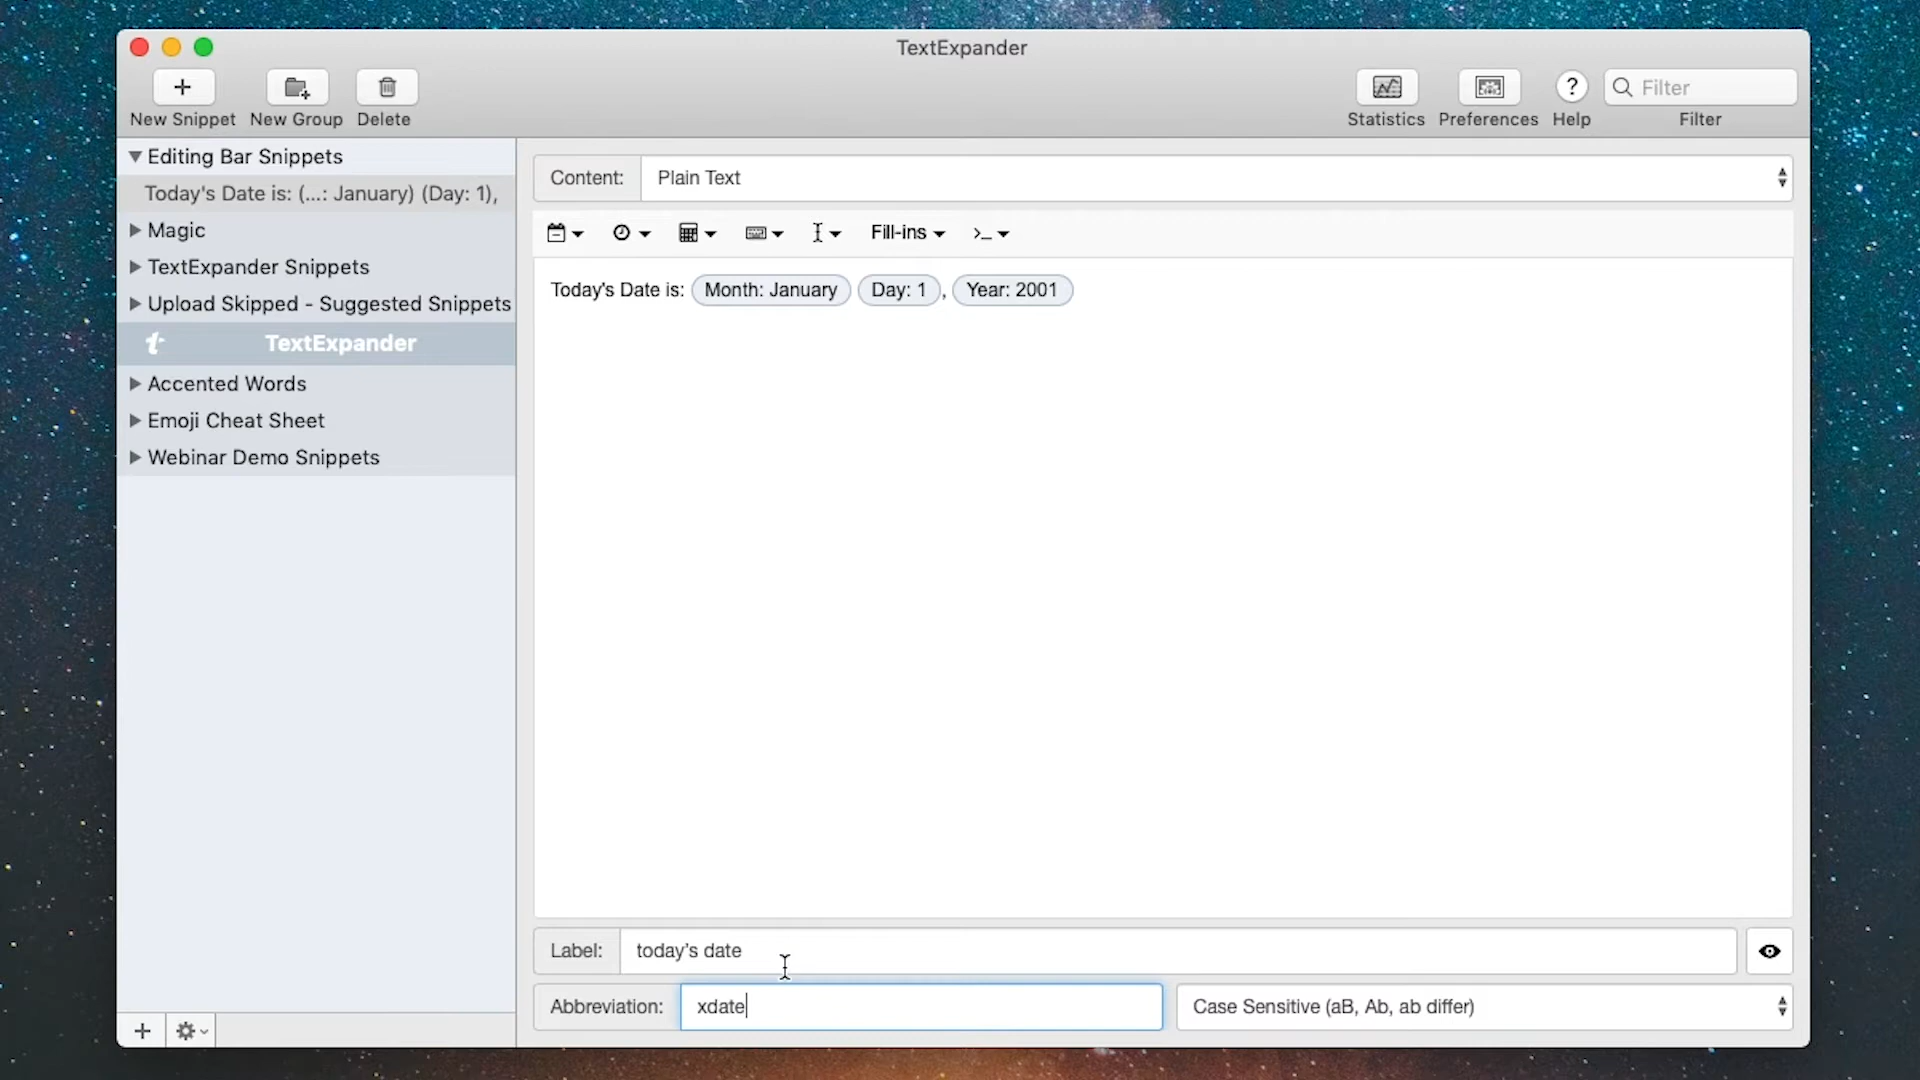 TextExpander
New Snippet New Group Delete
Statistics Preferences Help Filter
? Filter
Editing Bar Snippets
Today's Date is: (...: January) (Day: 1),
Magic
TextExpander Snippets
Upload Skipped - Suggested Snippets
t TextExpander
Accented Words
Emoji Cheat Sheet
Webinar Demo Snippets
Content: Plain Text
Fill-ins >_
Today's Date is: Month: January Day: 1 , Year: 2001
Label: today's date
Abbreviation: xdate Case Sensitive (aB, Ab, ab differ)